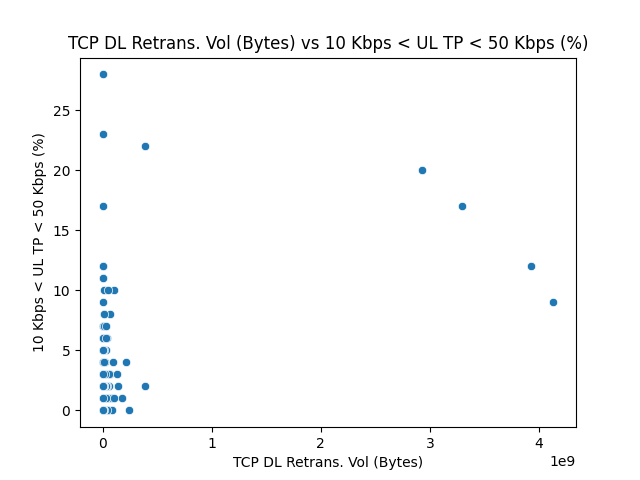 TCP DL Retrans. Vol (Bytes) vs 10 Kbps < UL TP < 50 Kbps (%)
10 Kbps < UL TP < 50 Kbps (%)
25
20
15
10
5
0
0 1 2 3 4
1e9
TCP DL Retrans. Vol (Bytes)